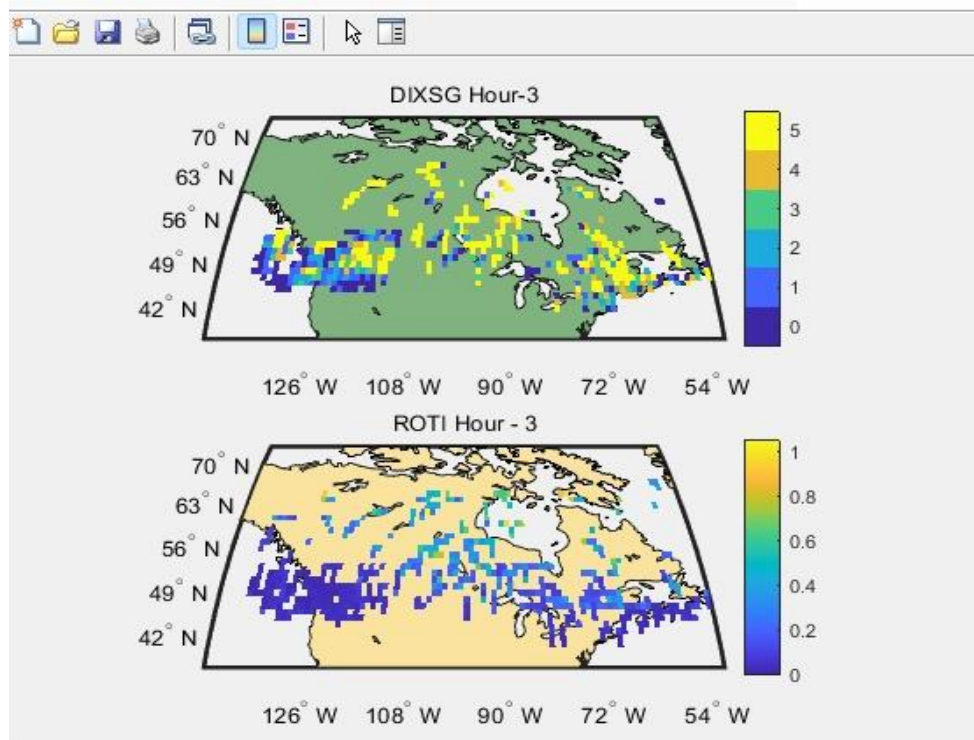 DIXSG Hour-3
70° N
63° N
56° N
49° N
42° N
5
4
3
2
1
0
126° W 108° W 90° W 72° W 54° W
ROTI Hour - 3
70° N
63° N
56° N
49° N
42° N
1
0.8
0.6
0.4
0.2
0
126° W 108° W 90° W 72° W 54° W